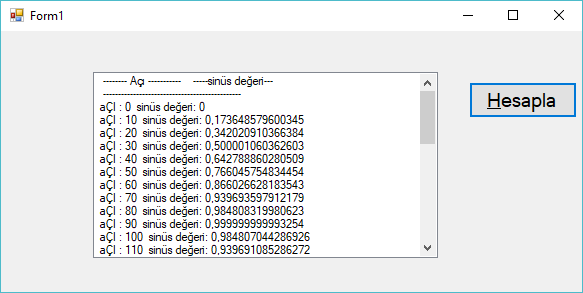 Form1
-------- Açı -----------    -----sinüs değeri---
----------------------------------------------
aÇI : 0  sinüs değeri: 0
aÇI : 10  sinüs değeri: 0,173648579600345
aÇI : 20  sinüs değeri: 0,342020910366384
aÇI : 30  sinüs değeri: 0,500001060362603
aÇI : 40  sinüs değeri: 0,642788860280509
aÇI : 50  sinüs değeri: 0,766045754834454
aÇI : 60  sinüs değeri: 0,866026628183543
aÇI : 70  sinüs değeri: 0,939693597912179
aÇI : 80  sinüs değeri: 0,984808319980623
aÇI : 90  sinüs değeri: 0,999999999993254
aÇI : 100  sinüs değeri: 0,984807044286926
aÇI : 110  sinüs değeri: 0,939691085286272
Hesapla